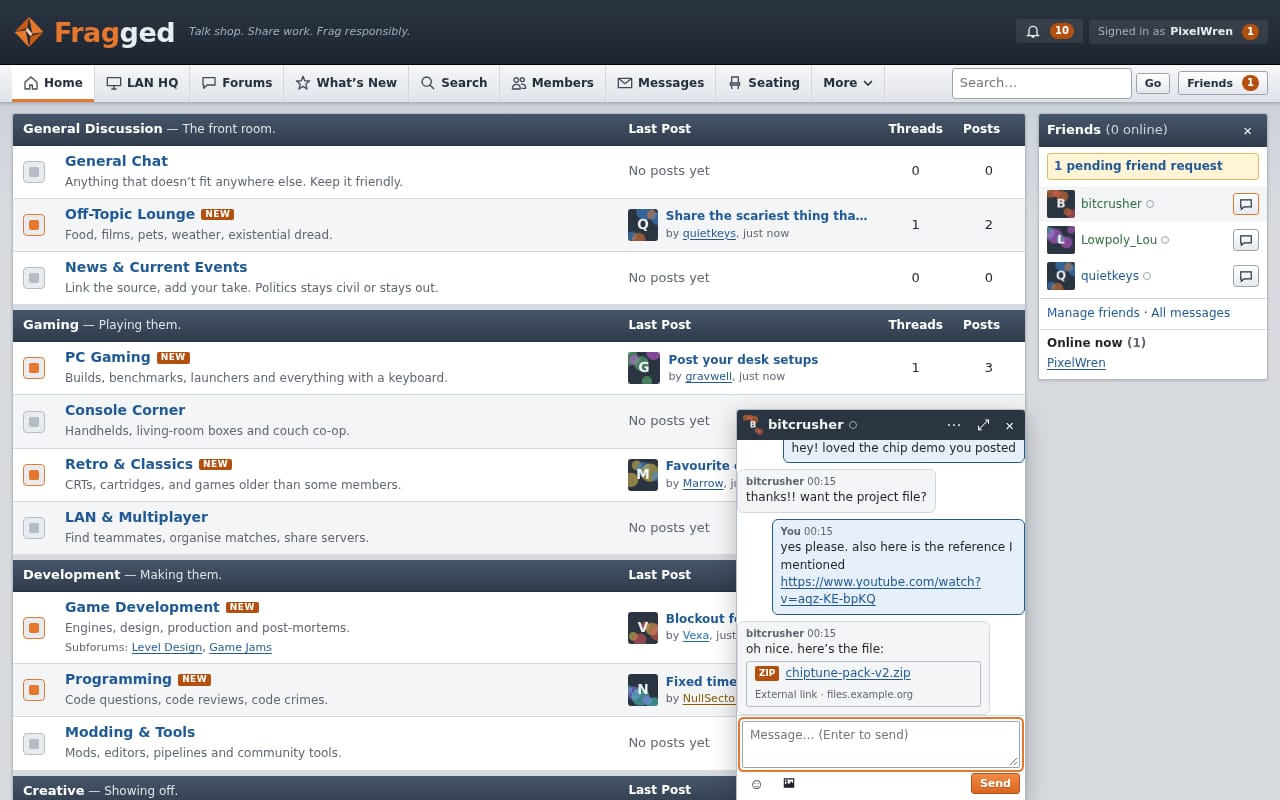 Fragged
Talk shop. Share work. Frag responsibly.
10
Signed in as PixelWren 1
Home
LAN HQ
Forums
What’s New
Search
Members
Messages
Seating
More
Search…
Go
Friends 1
General Discussion — The front room.
Last Post
Threads
Posts
General Chat
Anything that doesn’t fit anywhere else. Keep it friendly.
No posts yet
0
0
Off-Topic Lounge NEW
Food, films, pets, weather, existential dread.
Q
Share the scariest thing tha…
by quietkeys, just now
1
2
News & Current Events
Link the source, add your take. Politics stays civil or stays out.
No posts yet
0
0
Gaming — Playing them.
Last Post
Threads
Posts
PC Gaming NEW
Builds, benchmarks, launchers and everything with a keyboard.
G
Post your desk setups
by gravwell, just now
1
3
Console Corner
Handhelds, living-room boxes and couch co-op.
No posts yet
Retro & Classics NEW
CRTs, cartridges, and games older than some members.
M
Favourite
by Marrow,
LAN & Multiplayer
Find teammates, organise matches, share servers.
No posts yet
Development — Making them.
Last Post
Game Development NEW
Engines, design, production and post-mortems.
Subforums: Level Design, Game Jams
V
Blockout
by Vexa, just
Programming NEW
Code questions, code reviews, code crimes.
N
Fixed time
by NullSecto
Modding & Tools
Mods, editors, pipelines and community tools.
No posts yet
Creative — Showing off.
Last Post
Friends (0 online) ×
1 pending friend request
B
bitcrusher
L
Lowpoly_Lou
Q
quietkeys
Manage friends · All messages
Online now (1)
PixelWren
B
bitcrusher
hey! loved the chip demo you posted
bitcrusher 00:15
thanks!! want the project file?
You 00:15
yes please. also here is the reference I
mentioned
https://www.youtube.com/watch?
v=aqz-KE-bpKQ
bitcrusher 00:15
oh nice. here’s the file:
ZIP chiptune-pack-v2.zip
External link · files.example.org
Message… (Enter to send)
Send